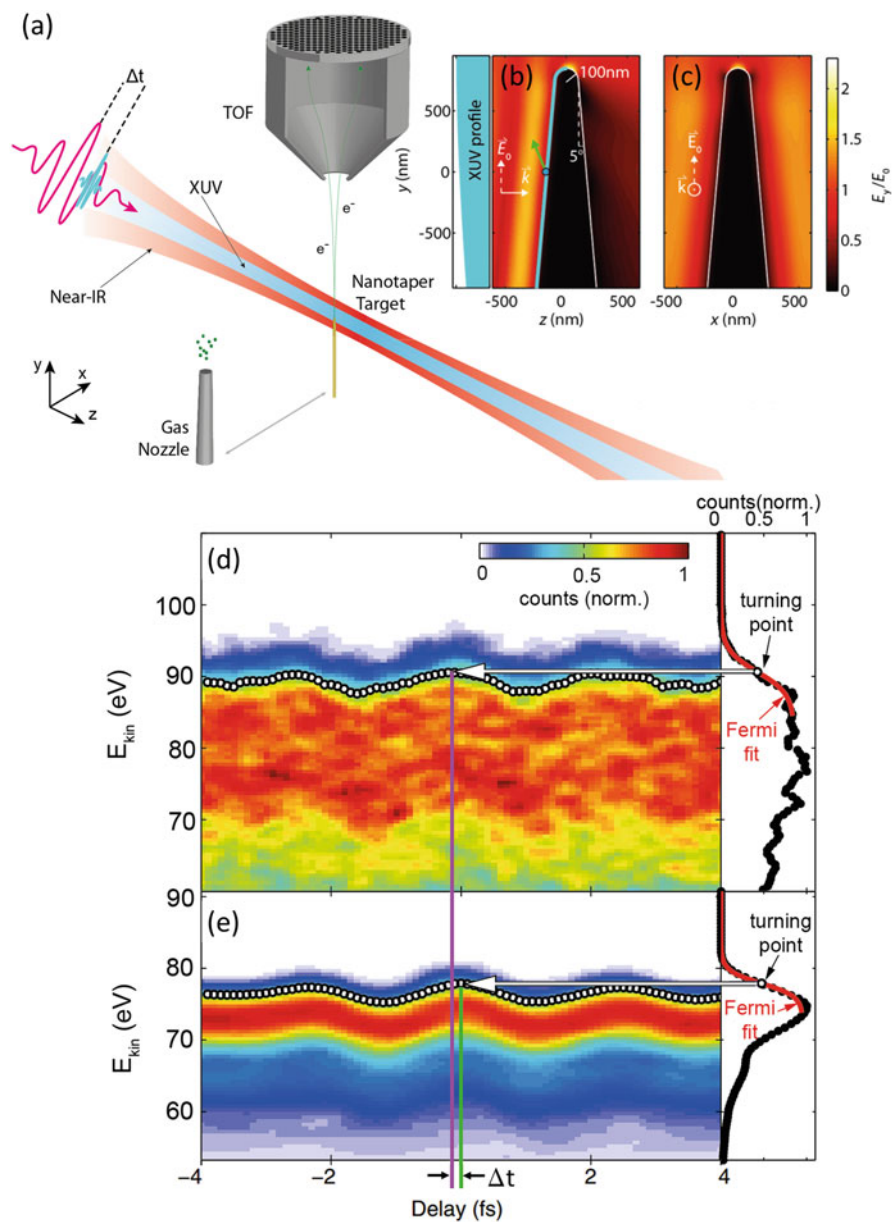 (a)
Δt
TOF
XUV
e⁻
e⁻
Near-IR
Nanotaper
Target
y
x
z
Gas
Nozzle
(b)
100nm
XUV profile
E₀
k
5°
500
0
-500
y (nm)
-500
0
500
z (nm)
(c)
E₀
k
-500
0
500
x (nm)
2
1.5
1
0.5
0
E_y/E_0
(d)
0
0.5
1
counts (norm.)
100
90
80
70
E_kin (eV)
counts(norm.)
0
0.5
1
turning
point
Fermi
fit
(e)
90
80
70
60
E_kin (eV)
turning
point
Fermi
fit
−4
−2
0
2
4
Δt
Delay (fs)